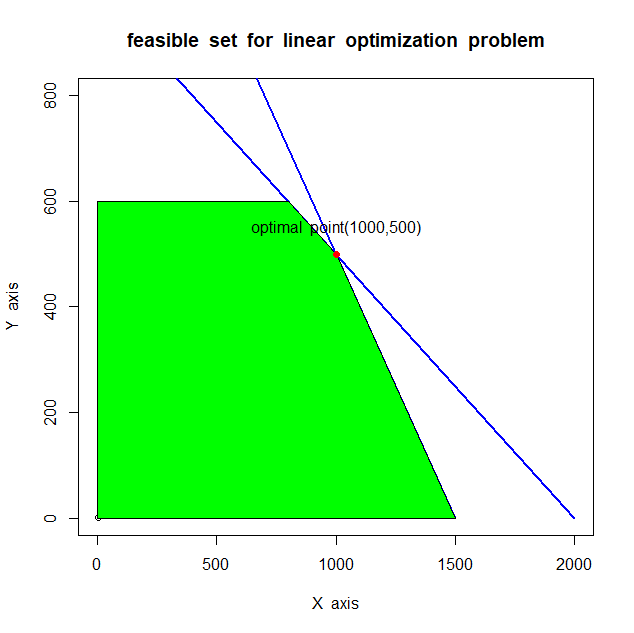 feasible set for linear optimization problem
800
600
400
200
0
Y axis
optimal point(1000,500)
0 500 1000 1500 2000
X axis